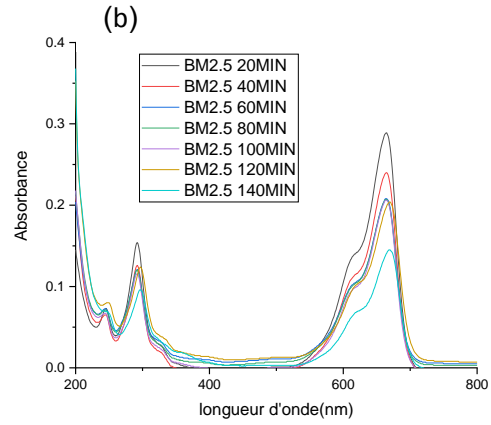 (b)
0.4
0.3
0.2
0.1
0.0
Absorbance
BM2.5 20MIN
BM2.5 40MIN
BM2.5 60MIN
BM2.5 80MIN
BM2.5 100MIN
BM2.5 120MIN
BM2.5 140MIN
200 400 600 800
longueur d'onde(nm)